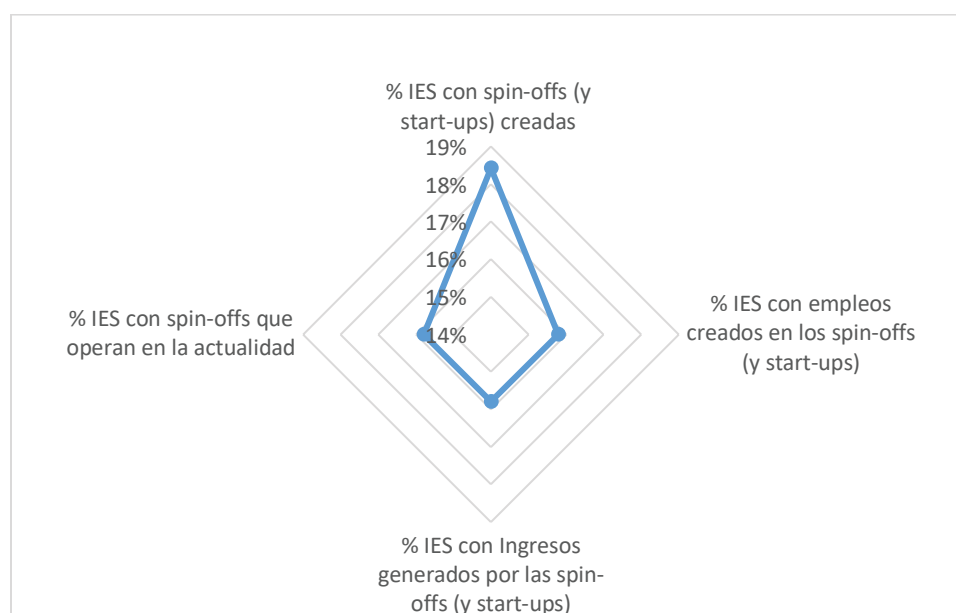 % IES con spin-offs (y
start-ups) creadas
19%
18%
17%
16%
15%
14%
% IES con spin-offs que
operan en la actualidad
% IES con empleos
creados en los spin-offs
(y start-ups)
% IES con Ingresos
generados por las spin-
offs (y start-ups)